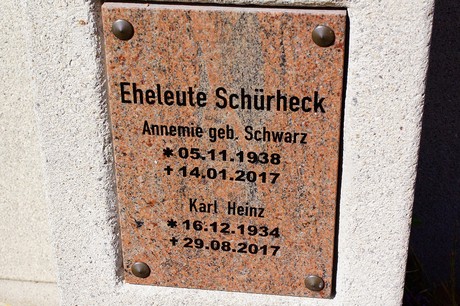 Eheleute Schürheck
Annemie geb. Schwarz
* 05.11.1938
✝ 14.01.2017
Karl Heinz
* 16.12.1934
✝ 29.08.2017